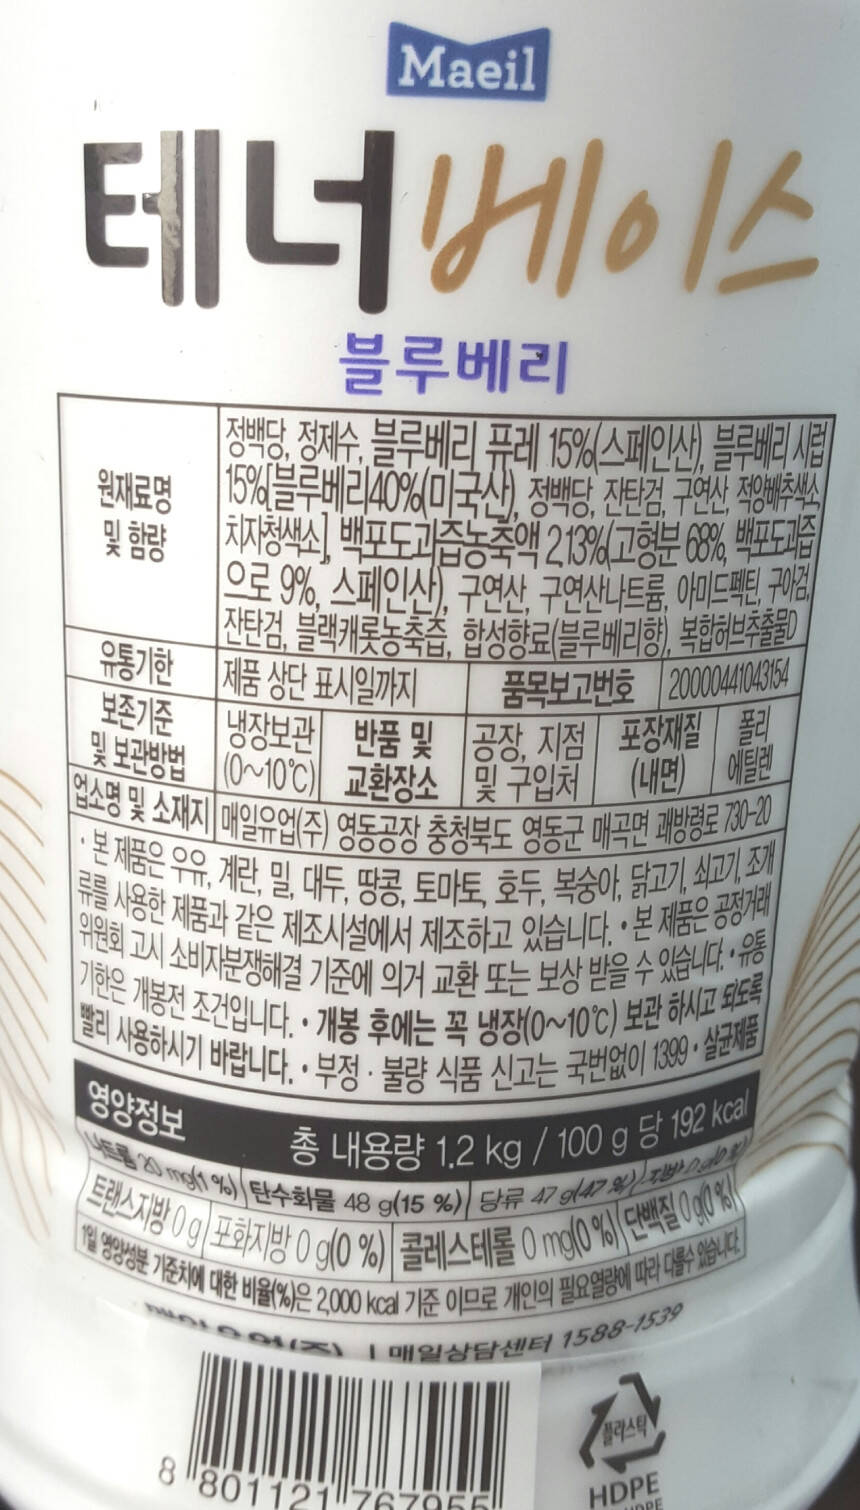 Maeil
테너베이스
블루베리
원재료명
및 함량
정백당, 정제수, 블루베리 퓨레 15%(스페인산), 블루베리 시럽
15%[블루베리40%(미국산), 정백당, 잔탄검, 구연산, 적양배추색소,
치자청색소], 백포도과즙농축액 2.13%(고형분 68%, 백포도과즙
으로 9%, 스페인산), 구연산, 구연산나트륨, 아미드펙틴, 구아검,
잔탄검, 블랙캐롯농축즙, 합성향료(블루베리향), 복합허브추출물D
유통기한 제품 상단 표시일까지 품목보고번호 20000441043154
보존기준
및 보관방법
냉장보관
(0~10℃)
반품 및
교환장소
공장, 지점
및 구입처
포장재질
(내면)
폴리
에틸렌
업소명 및 소재지 매일유업(주) 영동공장 충청북도 영동군 매곡면 괘방령로 730-20
• 본 제품은 우유, 계란, 밀, 대두, 땅콩, 토마토, 호두, 복숭아, 닭고기, 쇠고기, 조개
류를 사용한 제품과 같은 제조시설에서 제조하고 있습니다. • 본 제품은 공정거래
위원회 고시 소비자분쟁해결 기준에 의거 교환 또는 보상 받을 수 있습니다. • 유통
기한은 개봉전 조건입니다. • 개봉 후에는 꼭 냉장(0~10℃) 보관 하시고 되도록
빨리 사용하시기 바랍니다. • 부정 · 불량 식품 신고는 국번없이 1399 • 살균제품
영양정보 총 내용량 1.2 kg / 100 g 당 192 kcal
나트륨 20 mg(1 %) 탄수화물 48 g(15 %) 당류 47 g(47 %) 지방 0 g(0 %)
트랜스지방 0 g 포화지방 0 g(0 %) 콜레스테롤 0 mg(0 %) 단백질 0 g(0 %)
1일 영양성분 기준치에 대한 비율(%)은 2,000 kcal 기준 이므로 개인의 필요열량에 따라 다를수 있습니다.
매일유업(주) | 매일상담센터 1588-1539
8 801121 767955
플라스틱
HDPE
HDPE